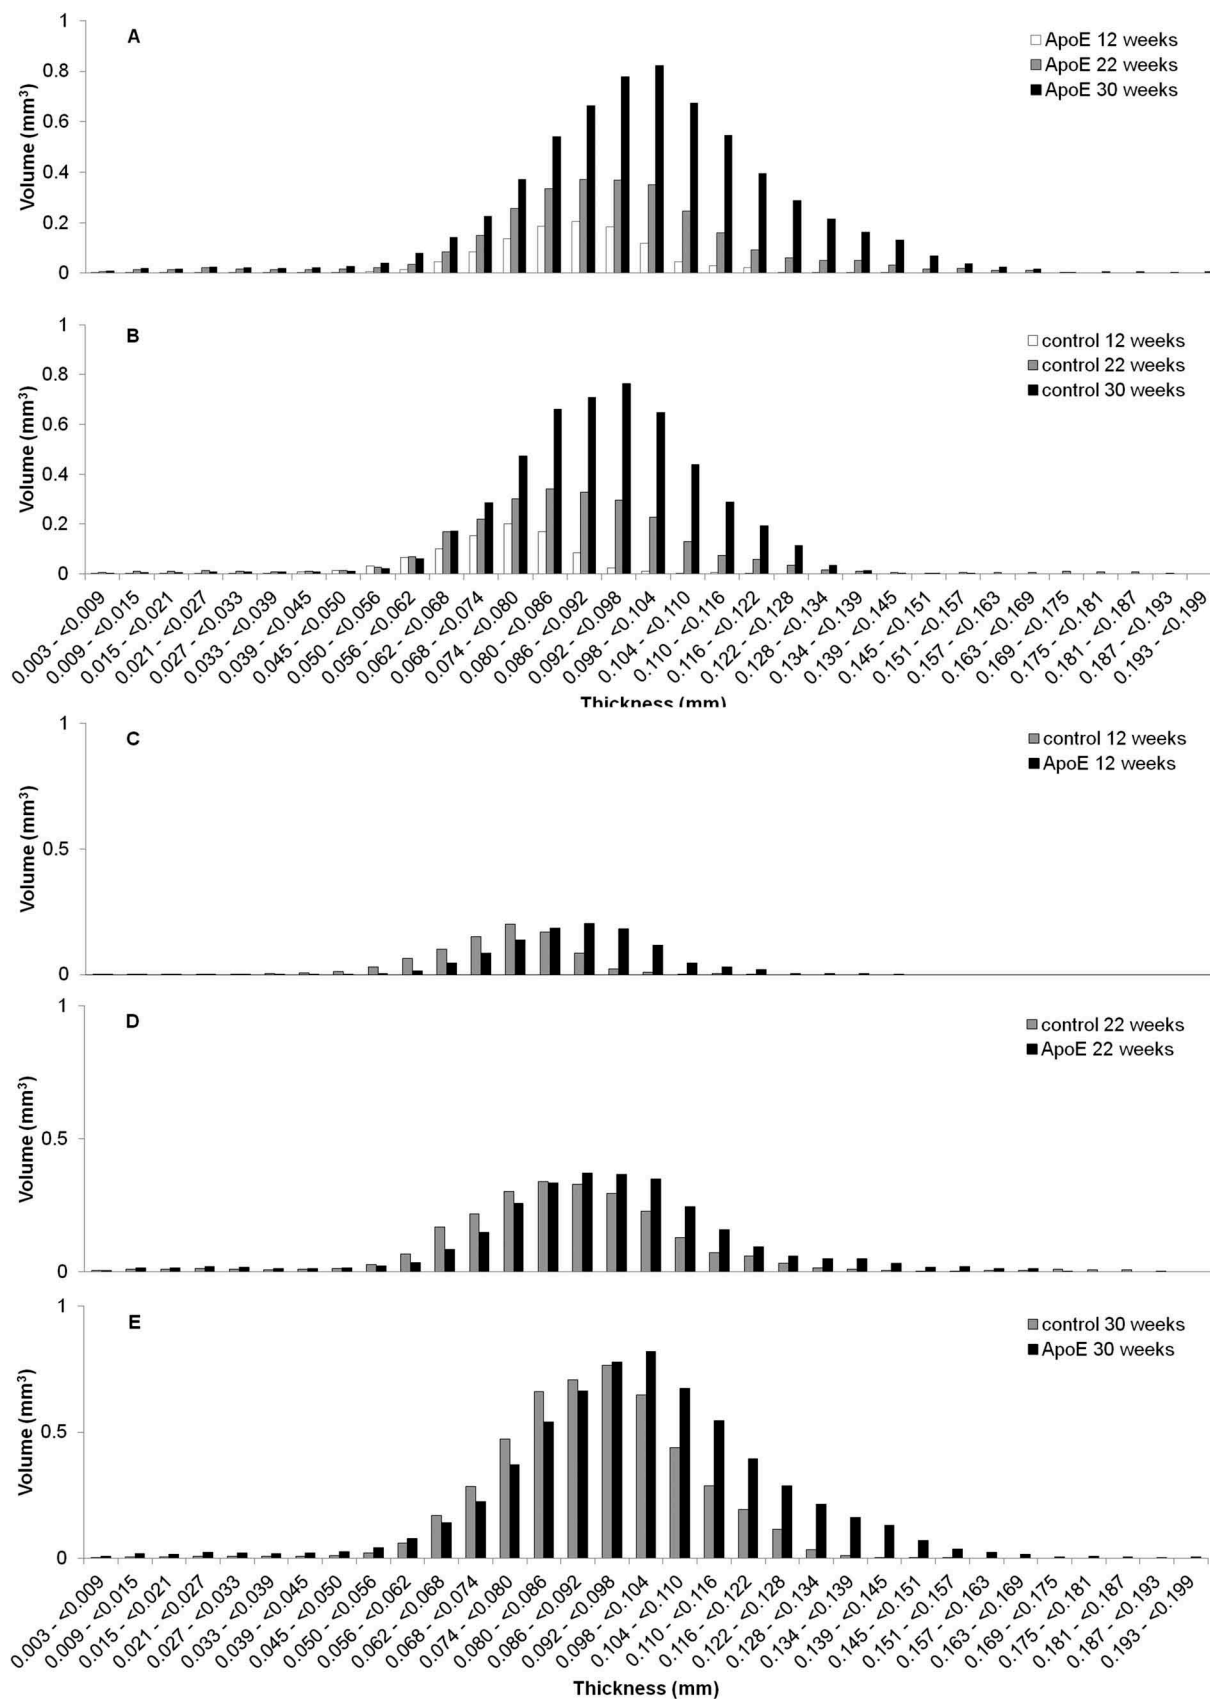 A
ApoE 12 weeks
ApoE 22 weeks
ApoE 30 weeks
Volume (mm³)
1
0.8
0.6
0.4
0.2
0
B
control 12 weeks
control 22 weeks
control 30 weeks
Volume (mm³)
1
0.8
0.6
0.4
0.2
0
0.003 - <0.009
0.009 - <0.015
0.015 - <0.021
0.021 - <0.027
0.027 - <0.033
0.033 - <0.039
0.039 - <0.045
0.045 - <0.050
0.050 - <0.056
0.056 - <0.062
0.062 - <0.068
0.068 - <0.074
0.074 - <0.080
0.080 - <0.086
0.086 - <0.092
0.092 - <0.098
0.098 - <0.104
0.104 - <0.110
0.110 - <0.116
0.116 - <0.122
0.122 - <0.128
0.128 - <0.134
0.134 - <0.139
0.139 - <0.145
0.145 - <0.151
0.151 - <0.157
0.157 - <0.163
0.163 - <0.169
0.169 - <0.175
0.175 - <0.181
0.181 - <0.187
0.187 - <0.193
0.193 - <0.199
Thickness (mm)
C
control 12 weeks
ApoE 12 weeks
Volume (mm³)
1
0.5
0
D
control 22 weeks
ApoE 22 weeks
Volume (mm³)
1
0.5
0
E
control 30 weeks
ApoE 30 weeks
Volume (mm³)
1
0.5
0
0.003 - <0.009
0.009 - <0.015
0.015 - <0.021
0.021 - <0.027
0.027 - <0.033
0.033 - <0.039
0.039 - <0.045
0.045 - <0.050
0.050 - <0.056
0.056 - <0.062
0.062 - <0.068
0.068 - <0.074
0.074 - <0.080
0.080 - <0.086
0.086 - <0.092
0.092 - <0.098
0.098 - <0.104
0.104 - <0.110
0.110 - <0.116
0.116 - <0.122
0.122 - <0.128
0.128 - <0.134
0.134 - <0.139
0.139 - <0.145
0.145 - <0.151
0.151 - <0.157
0.157 - <0.163
0.163 - <0.169
0.169 - <0.175
0.175 - <0.181
0.181 - <0.187
0.187 - <0.193
0.193 - <0.199
Thickness (mm)